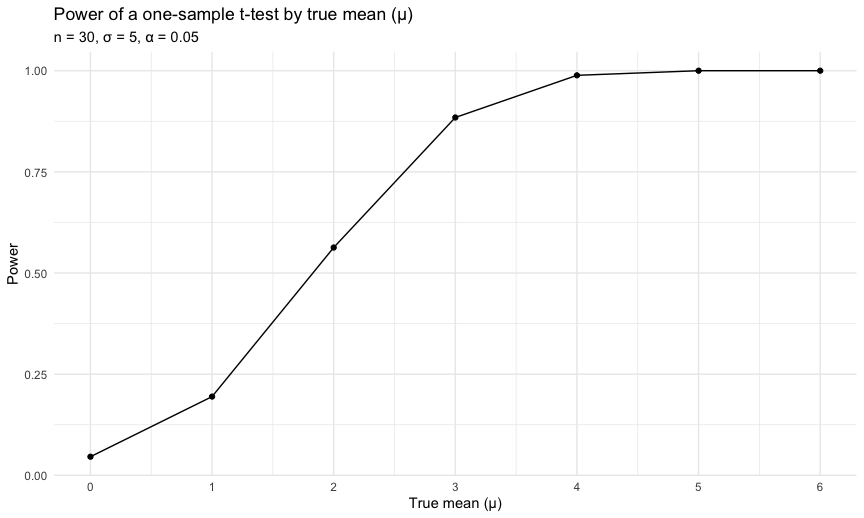 Power of a one-sample t-test by true mean (μ)
n = 30, σ = 5, α = 0.05
1.00
0.75
0.50
0.25
0.00
Power
0 1 2 3 4 5 6
True mean (μ)